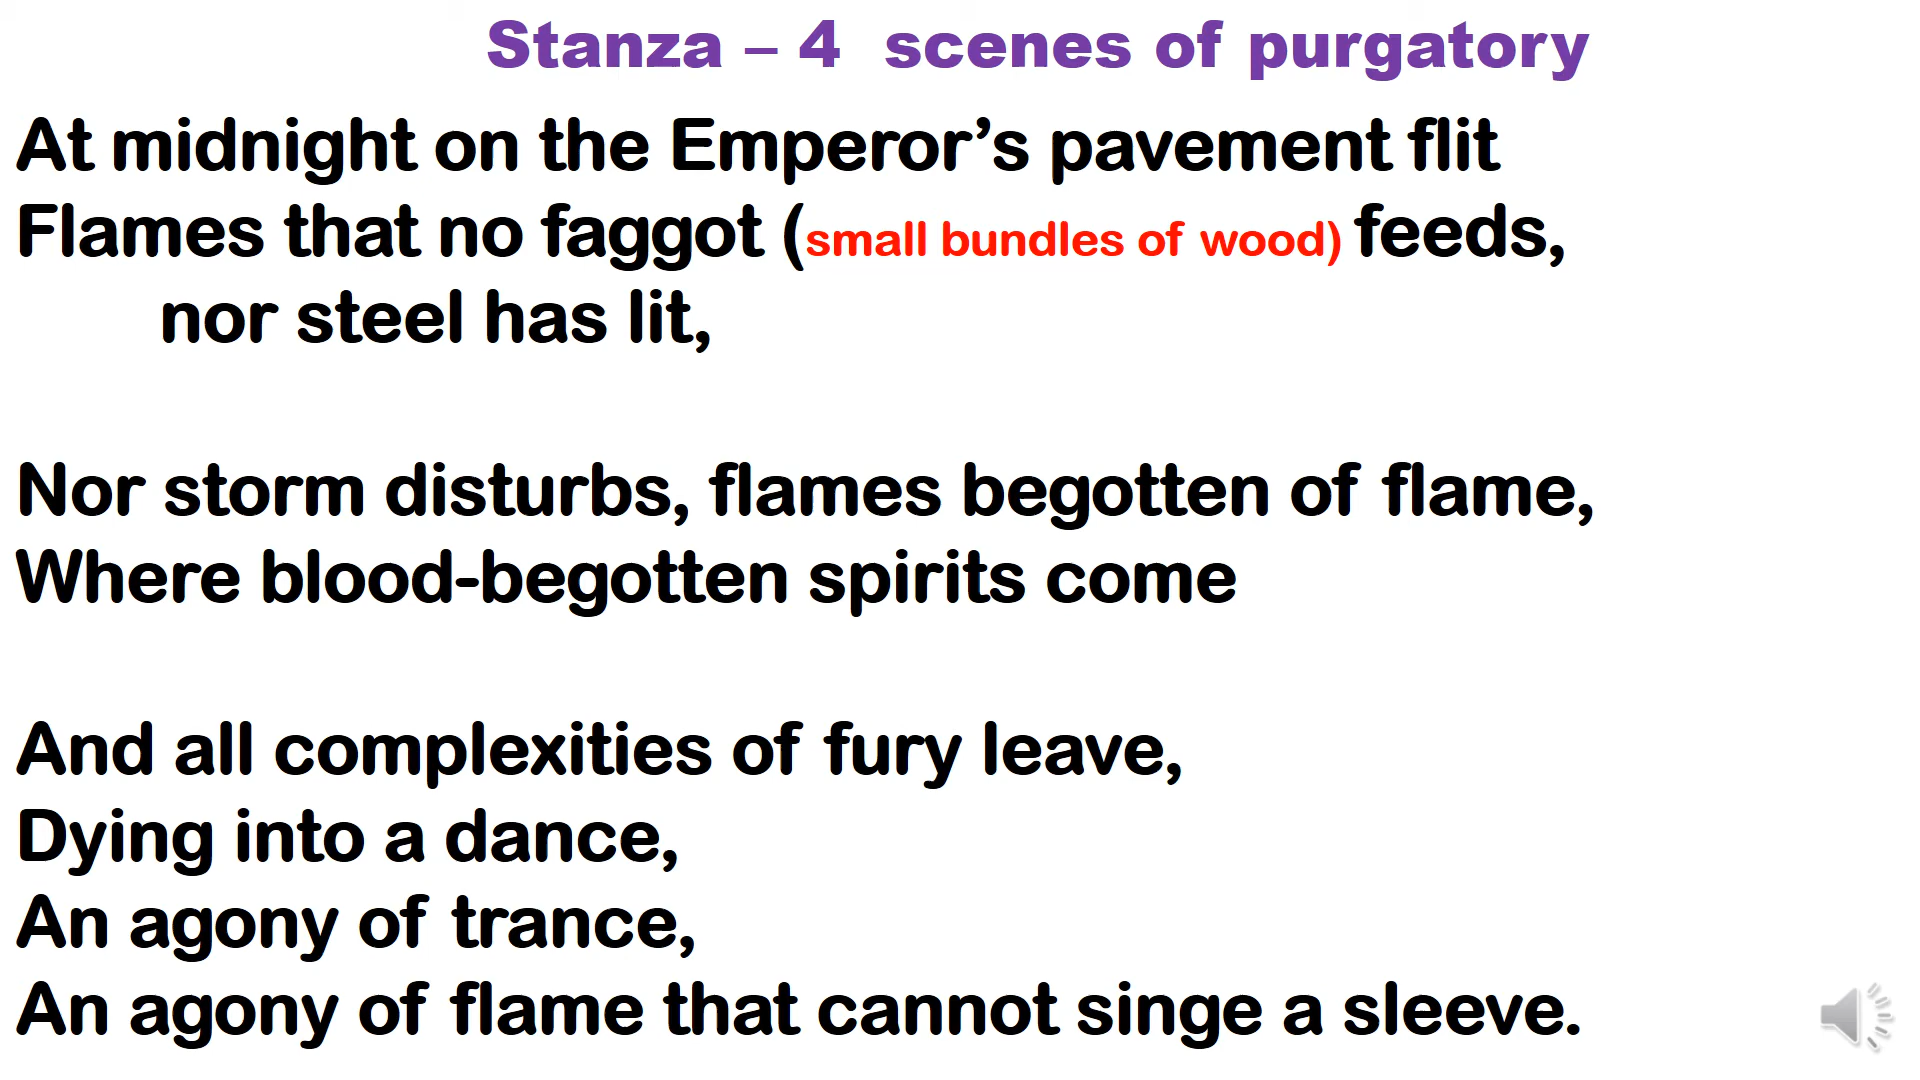 Stanza – 4 scenes of purgatory
At midnight on the Emperor’s pavement flit
Flames that no faggot (small bundles of wood) feeds,
nor steel has lit,
Nor storm disturbs, flames begotten of flame,
Where blood-begotten spirits come
And all complexities of fury leave,
Dying into a dance,
An agony of trance,
An agony of flame that cannot singe a sleeve.